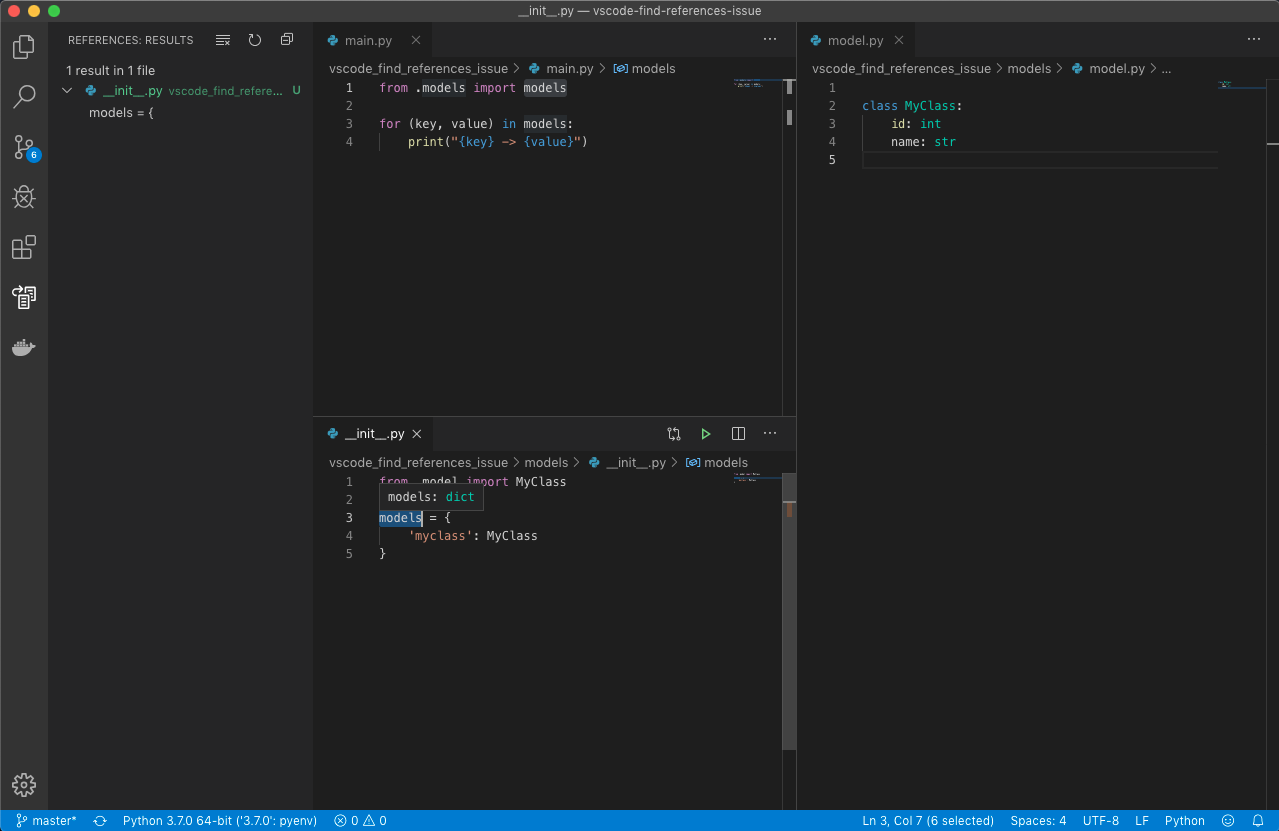 __init__.py — vscode-find-references-issue
REFERENCES: RESULTS
1 result in 1 file
__init__.py vscode_find_refere... U
models = {
6
main.py
vscode_find_references_issue > main.py > models
1 from .models import models
2
3 for (key, value) in models:
4 print("{key} -> {value}")
__init__.py
vscode_find_references_issue > models > __init__.py > models
1 from .model import MyClass
2
models: dict
3 models = {
4 'myclass': MyClass
5 }
model.py
vscode_find_references_issue > models > model.py > ...
1
2 class MyClass:
3 id: int
4 name: str
5
master* Python 3.7.0 64-bit ('3.7.0': pyenv) 0 0 Ln 3, Col 7 (6 selected) Spaces: 4 UTF-8 LF Python